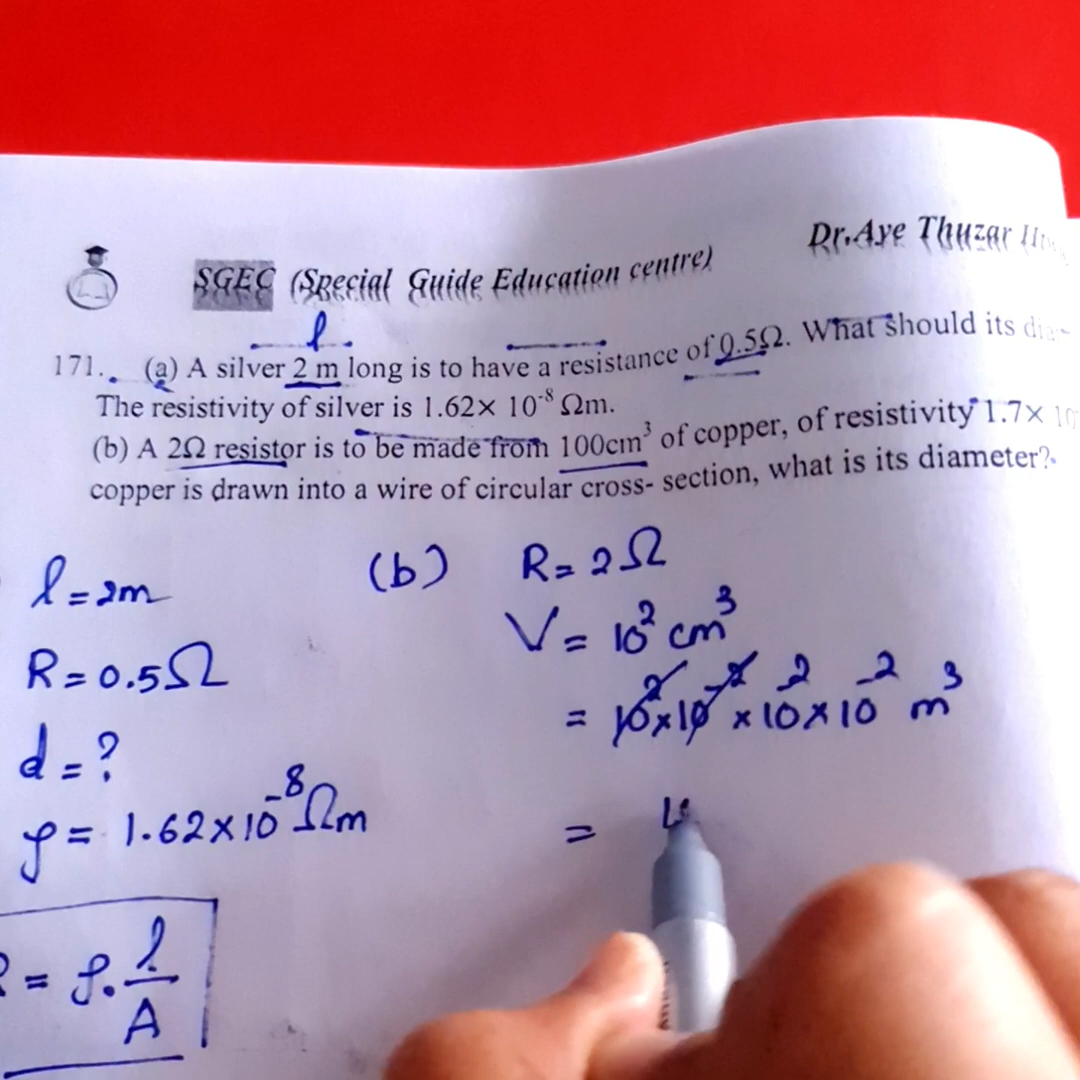 Dr.Aye Thuzar
SGEC (Special Guide Education centre)
l
171. (a) A silver 2 m long is to have a resistance of 0.5Ω. What should its
The resistivity of silver is 1.62× 10⁻⁸ Ωm.
(b) A 2Ω resistor is to be made from 100cm³ of copper, of resistivity 1.7×
copper is drawn into a wire of circular cross- section, what is its diameter?
l = 2m
R = 0.5Ω
d = ?
ρ = 1.62×10⁻⁸ Ωm
= ρ. l/A
(b) R = 2Ω
V = 10² cm³
= 10²×10⁻²×10⁻²×10⁻² m³
=